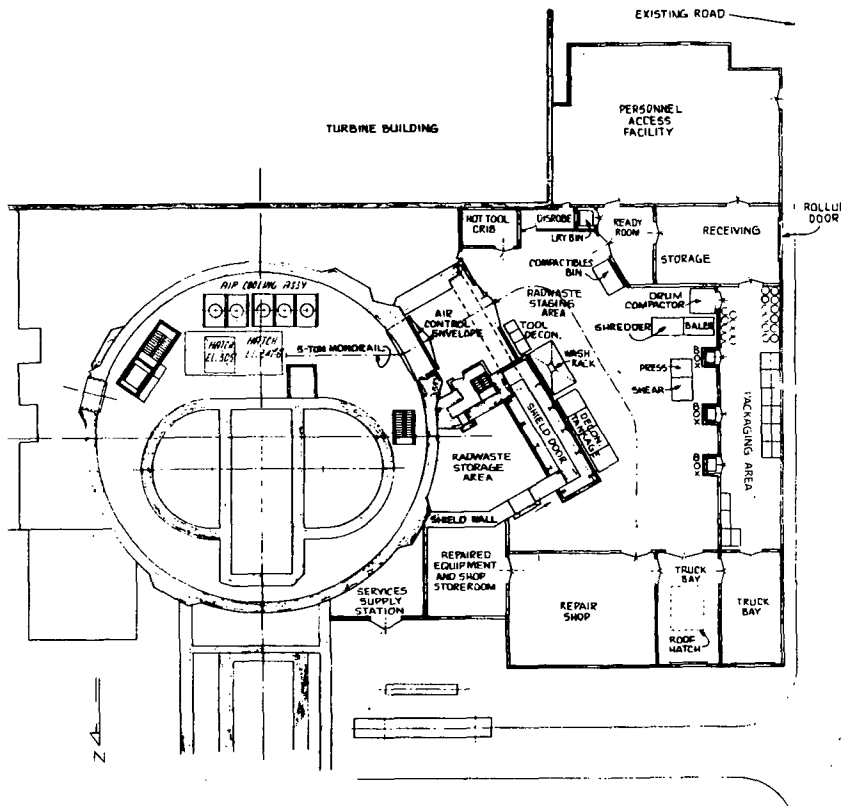 EXISTING ROAD
PERSONNEL
ACCESS
FACILITY
TURBINE BUILDING
ROLLU
DOOR
HOT TOOL
CRIB
DISROBE
LRY BIN
READY
ROOM
RECEIVING
STORAGE
COMPACTIBLES
BIN
AIR COOLING ASSY
RADWASTE
STAGING
AREA
DRUM
COMPACTOR
AIR
CONTROL
ENVELOPE
TOOL
DECON.
SHREDDER
BALER
HATCH
EL.305
HATCH
5-TON MONORAIL
WASH
RACK
PRESS
SHEAR
BOX
BOX
BOX
PACKAGING AREA
SHIELD DOOR
DECON
PACKAGE
RADWASTE
STORAGE
AREA
SHIELD WALL
REPAIRED
EQUIPMENT
AND SHOP
STOREROOM
SERVICES
SUPPLY
STATION
REPAIR
SHOP
TRUCK
BAY
ROOF
HATCH
TRUCK
BAY
N